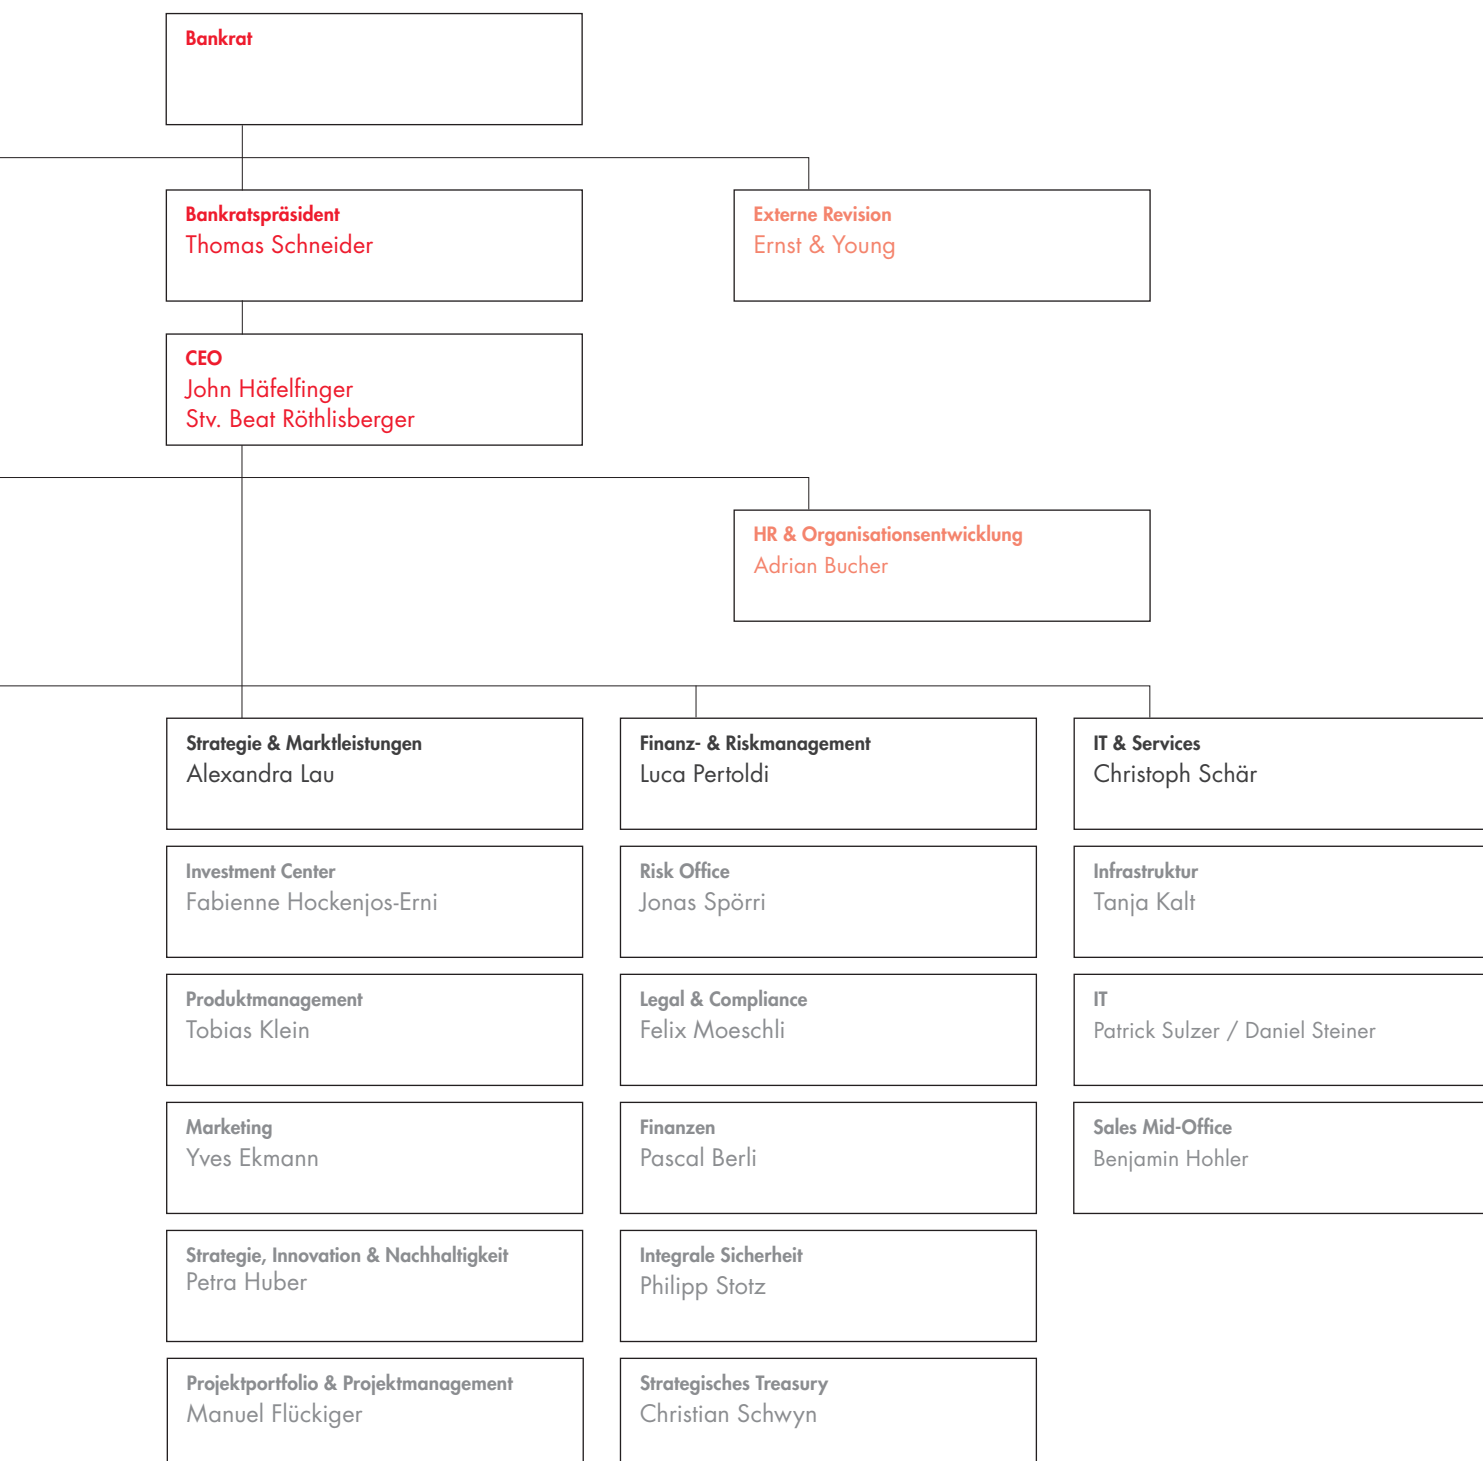 Bankrat
Bankratspräsident
Thomas Schneider
Externe Revision
Ernst & Young
CEO
John Häfelfinger
Stv. Beat Röthlisberger
HR & Organisationsentwicklung
Adrian Bucher
Strategie & Marktleistungen
Alexandra Lau
Investment Center
Fabienne Hockenjos-Erni
Produktmanagement
Tobias Klein
Marketing
Yves Ekmann
Strategie, Innovation & Nachhaltigkeit
Petra Huber
Projektportfolio & Projektmanagement
Manuel Flückiger
Finanz- & Riskmanagement
Luca Pertoldi
Risk Office
Jonas Spörri
Legal & Compliance
Felix Moeschli
Finanzen
Pascal Berli
Integrale Sicherheit
Philipp Stotz
Strategisches Treasury
Christian Schwyn
IT & Services
Christoph Schär
Infrastruktur
Tanja Kalt
IT
Patrick Sulzer / Daniel Steiner
Sales Mid-Office
Benjamin Hohler